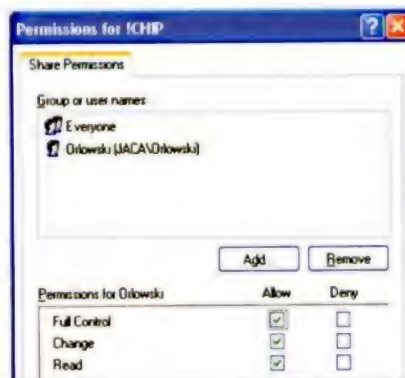 Permissions for !CHIP
Share Permissions
Group or user names
Everyone
Orlowski (JACA\Orlowski)
Add Remove
Permissions for Orlowski Allow Deny
Full Control
Change
Read